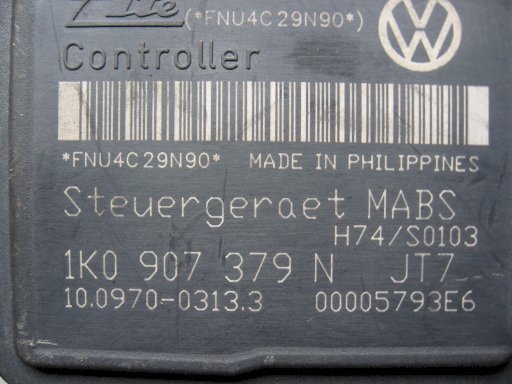 (*FNU4C29N90*)
Controller
*FNU4C29N90* MADE IN PHILIPPINES
Steuergeraet MABS
H74/S0103
1K0 907 379 N JT7
10.0970-0313.3 00005793E6